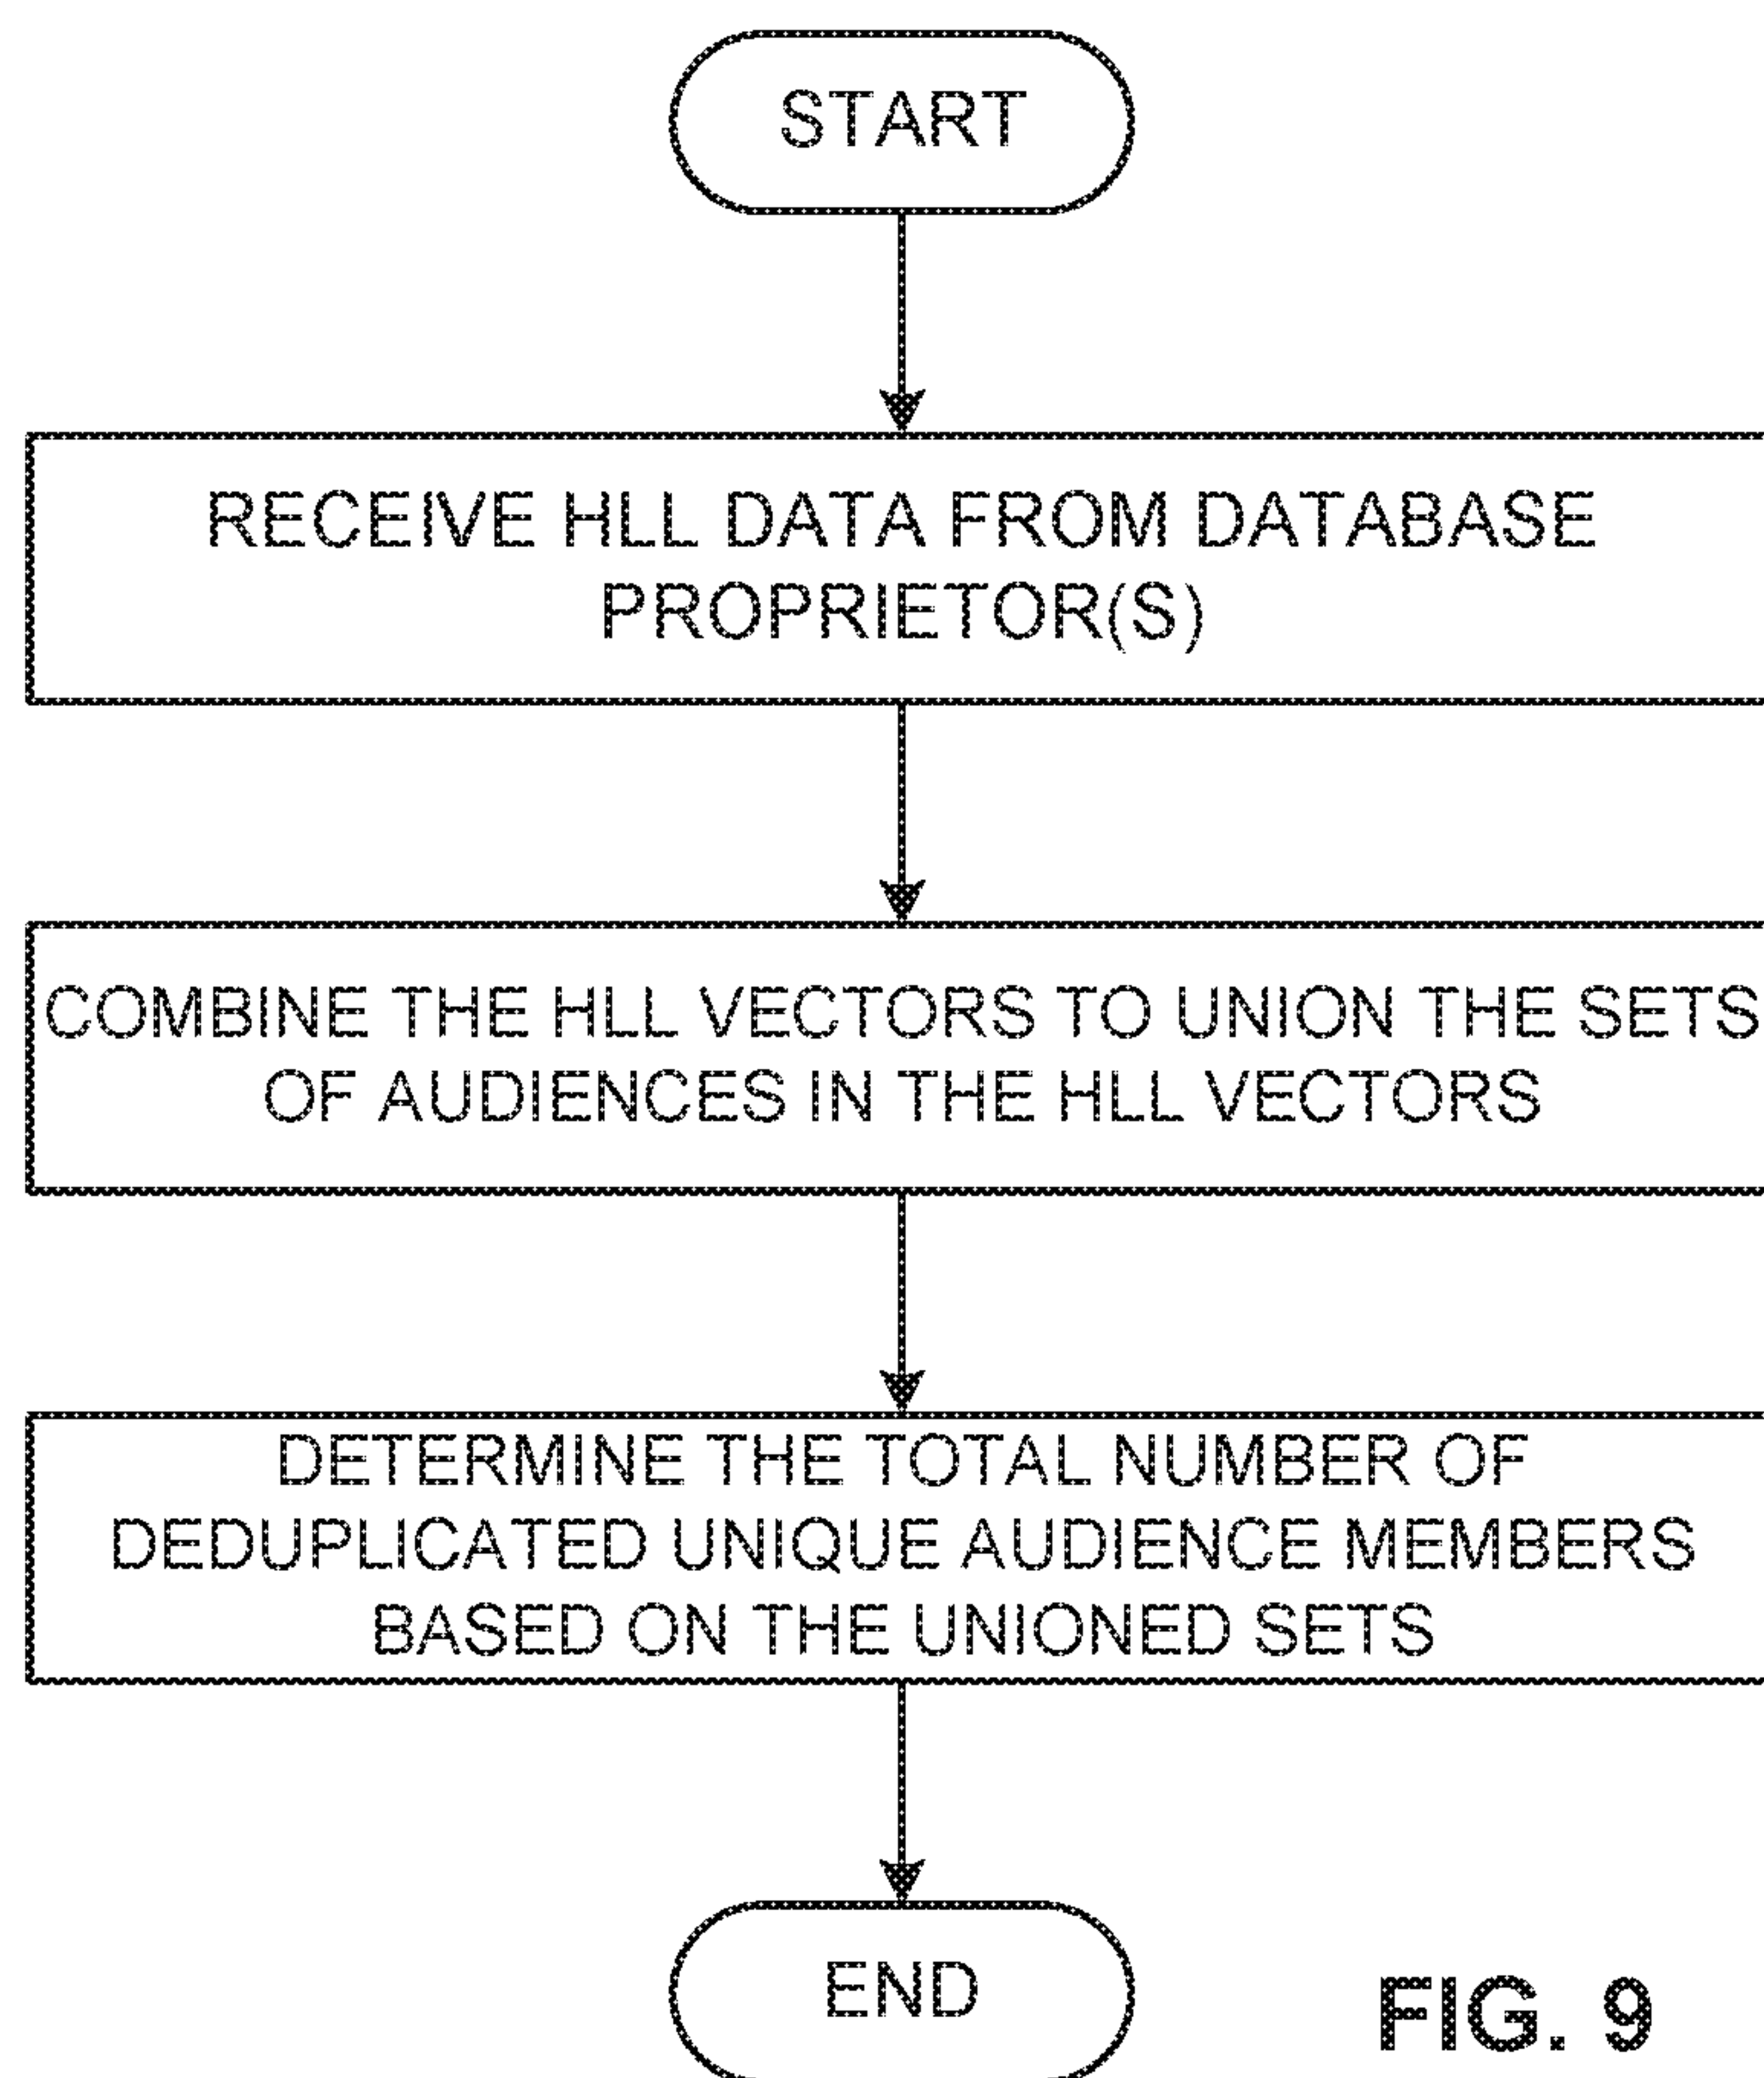 START
RECEIVE HLL DATA FROM DATABASE
PROPRIETOR(S)
COMBINE THE HLL VECTORS TO UNION THE SETS
OF AUDIENCES IN THE HLL VECTORS
DETERMINE THE TOTAL NUMBER OF
DEDUPLICATED UNIQUE AUDIENCE MEMBERS
BASED ON THE UNIONED SETS
END
FIG. 9